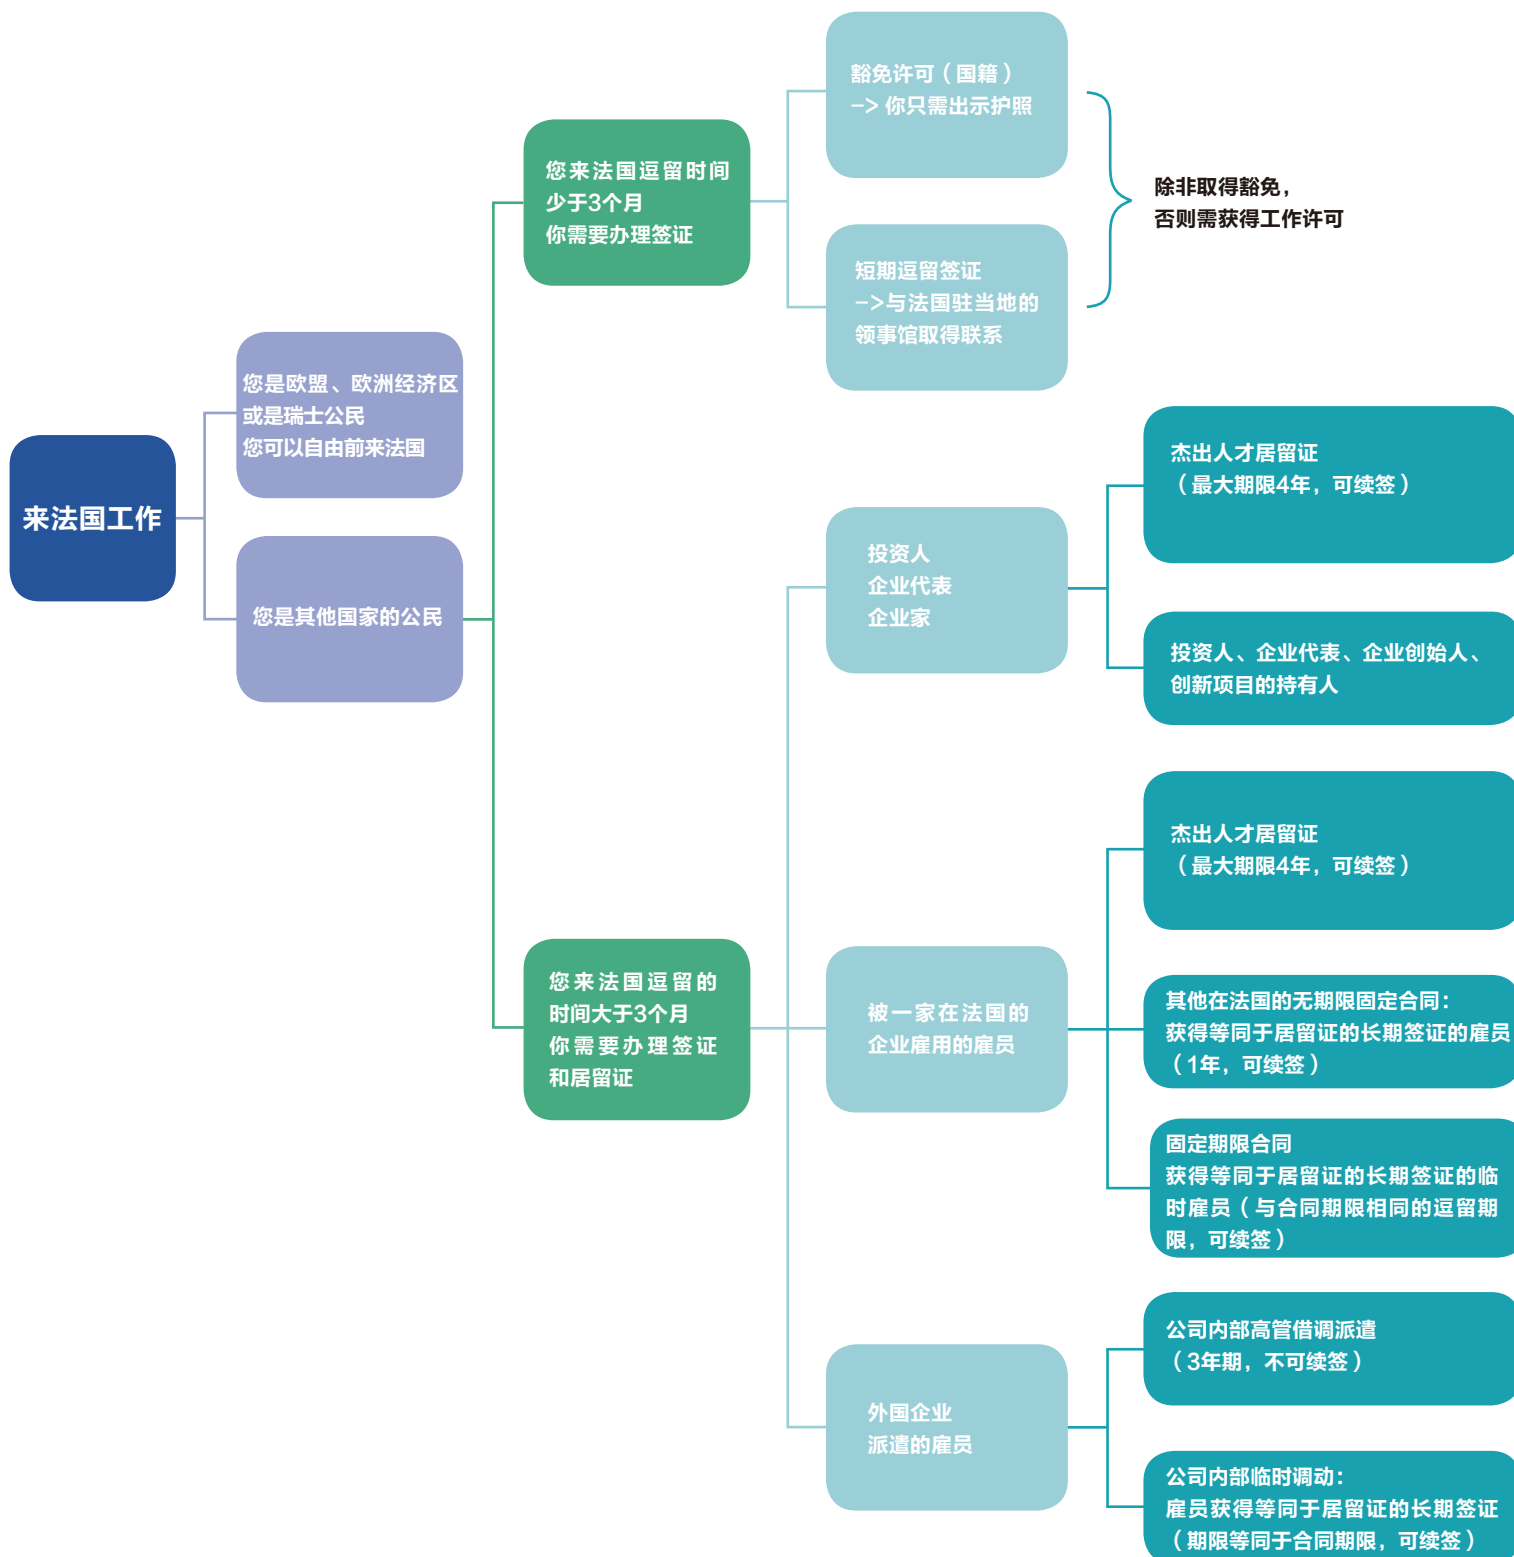 来法国工作
您是欧盟、欧洲经济区
或是瑞士公民
您可以自由前来法国
您是其他国家的公民
您来法国逗留时间
少于3个月
你需要办理签证
豁免许可（国籍）
–> 你只需出示护照
短期逗留签证
–>与法国驻当地的
领事馆取得联系
除非取得豁免，
否则需获得工作许可
您来法国逗留的
时间大于3个月
你需要办理签证
和居留证
投资人
企业代表
企业家
杰出人才居留证
（最大期限4年，可续签）
投资人、企业代表、企业创始人、
创新项目的持有人
被一家在法国的
企业雇用的雇员
杰出人才居留证
（最大期限4年，可续签）
其他在法国的无期限固定合同：
获得等同于居留证的长期签证的雇员
（1年，可续签）
固定期限合同
获得等同于居留证的长期签证的临
时雇员（与合同期限相同的逗留期
限，可续签）
外国企业
派遣的雇员
公司内部高管借调派遣
（3年期，不可续签）
公司内部临时调动：
雇员获得等同于居留证的长期签证
（期限等同于合同期限，可续签）